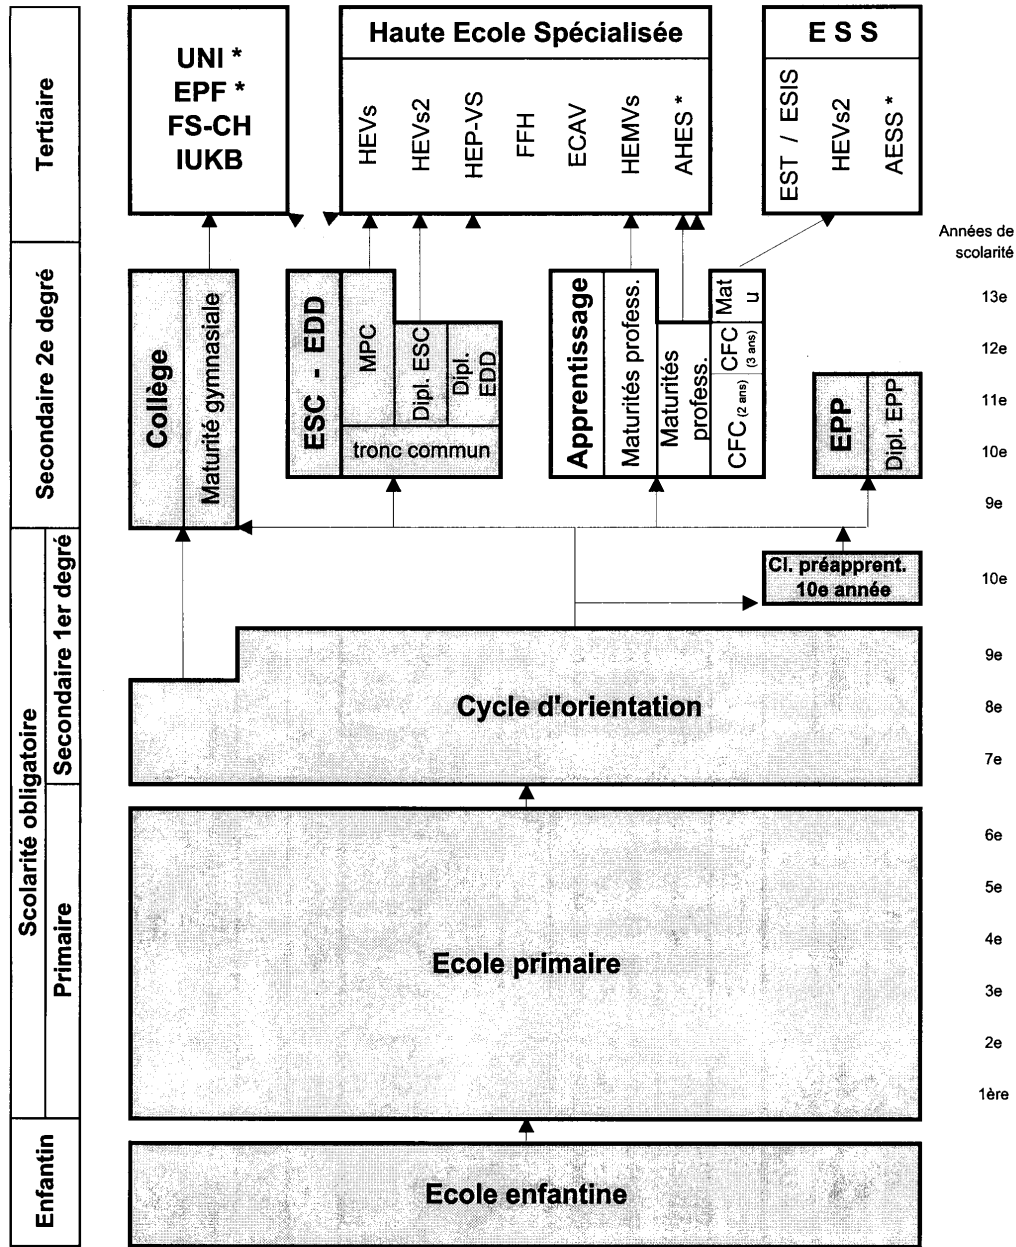 Tertiaire
UNI *
EPF *
FS-CH
IUKB
Haute Ecole Spécialisée
HEVs
HEVs2
HEP-VS
FFH
ECAV
HEMVs
AHES *
E S S
EST / ESIS
HEVs2
AESS *
Années de
scolarité
Secondaire 2e degré
Collège
Maturité gymnasiale
ESC - EDD
MPC
Dipl. ESC
Dipl.
EDD
tronc commun
Apprentissage
Maturités profess.
Maturités
profess.
CFC (2 ans)
CFC
(3 ans)
Mat
u
EPP
Dipl. EPP
13e
12e
11e
10e
9e
Scolarité obligatoire
Secondaire 1er degré
Cl. préapprent.
10e année
10e
Cycle d'orientation
9e
8e
7e
Primaire
Ecole primaire
6e
5e
4e
3e
2e
1ère
Enfantin
Ecole enfantine